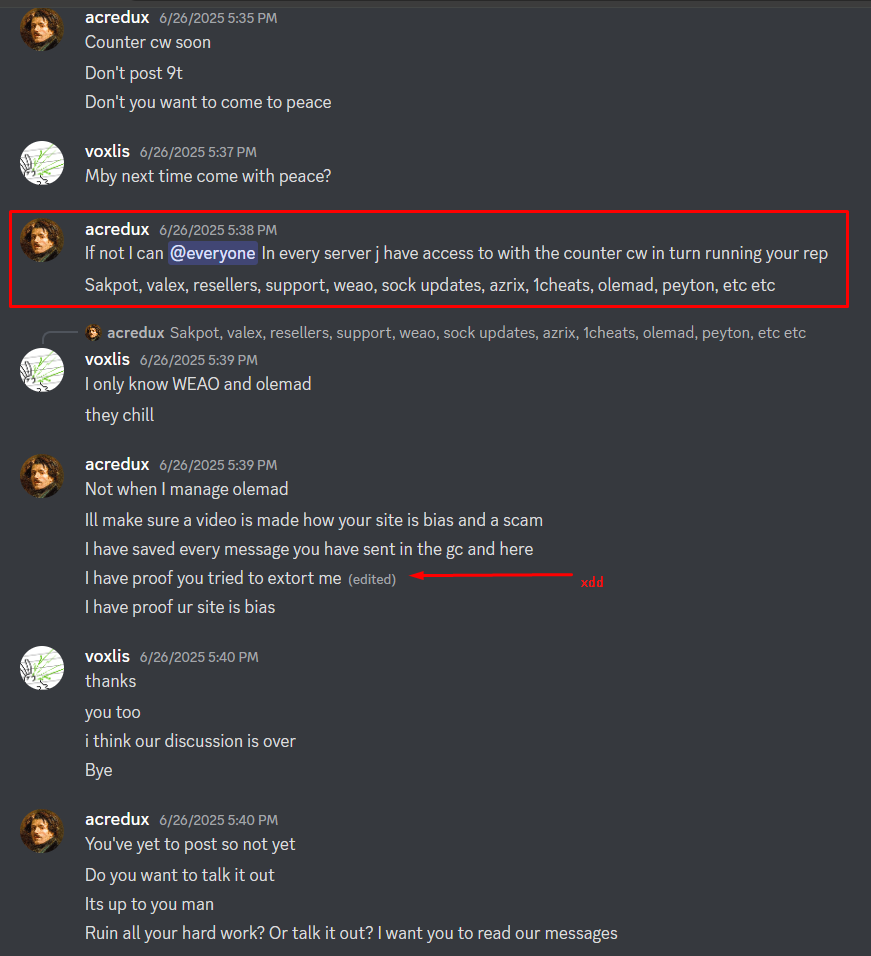 acredux 6/26/2025 5:35 PM
Counter cw soon
Don't post 9t
Don't you want to come to peace
voxlis 6/26/2025 5:37 PM
Mby next time come with peace?
acredux 6/26/2025 5:38 PM
If not I can @everyone In every server j have access to with the counter cw in turn running your rep
Sakpot, valex, resellers, support, weao, sock updates, azrix, 1cheats, olemad, peyton, etc etc
acredux Sakpot, valex, resellers, support, weao, sock updates, azrix, 1cheats, olemad, peyton, etc etc
voxlis 6/26/2025 5:39 PM
I only know WEAO and olemad
they chill
acredux 6/26/2025 5:39 PM
Not when I manage olemad
Ill make sure a video is made how your site is bias and a scam
I have saved every message you have sent in the gc and here
I have proof you tried to extort me (edited)
xdd
I have proof ur site is bias
voxlis 6/26/2025 5:40 PM
thanks
you too
i think our discussion is over
Bye
acredux 6/26/2025 5:40 PM
You've yet to post so not yet
Do you want to talk it out
Its up to you man
Ruin all your hard work? Or talk it out? I want you to read our messages